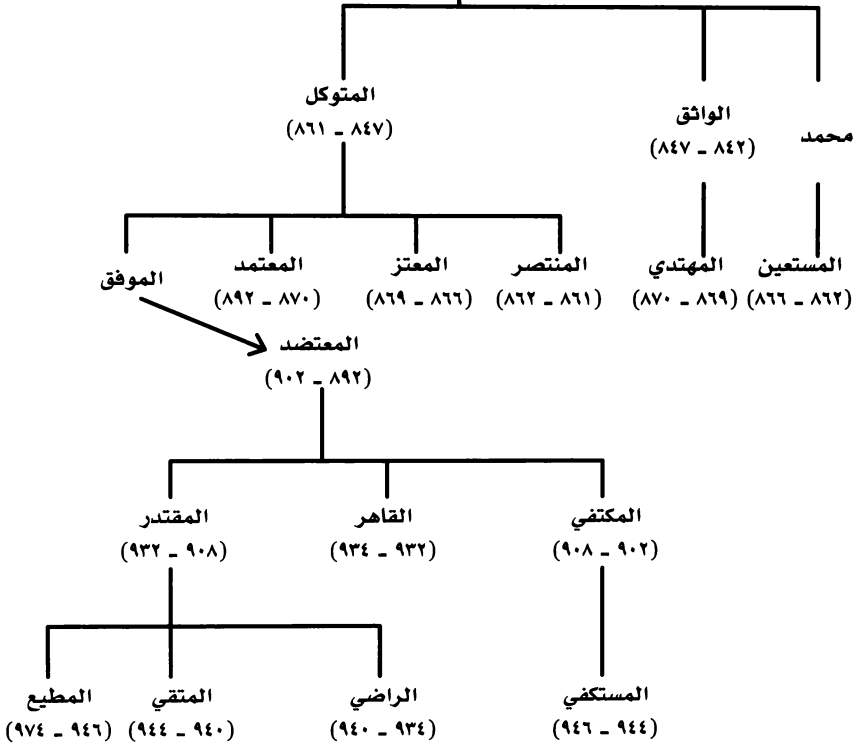 المتوكل
(٨٤٧ – ٨٦١)
الواثق
(٨٤٢ – ٨٤٧)
محمد
المستعين
(٨٦٢ – ٨٦٦)
المهتدي
(٨٦٩ – ٨٧٠)
المنتصر
(٨٦١ – ٨٦٢)
المعتز
(٨٦٦ – ٨٦٩)
المعتمد
(٨٧٠ – ٨٩٢)
الموفق
المعتضد
(٨٩٢ – ٩٠٢)
المكتفي
(٩٠٢ – ٩٠٨)
القاهر
(٩٣٢ – ٩٣٤)
المقتدر
(٩٠٨ – ٩٣٢)
المستكفي
(٩٤٤ – ٩٤٦)
الراضي
(٩٣٤ – ٩٤٠)
المتقي
(٩٤٠ – ٩٤٤)
المطيع
(٩٤٦ – ٩٧٤)